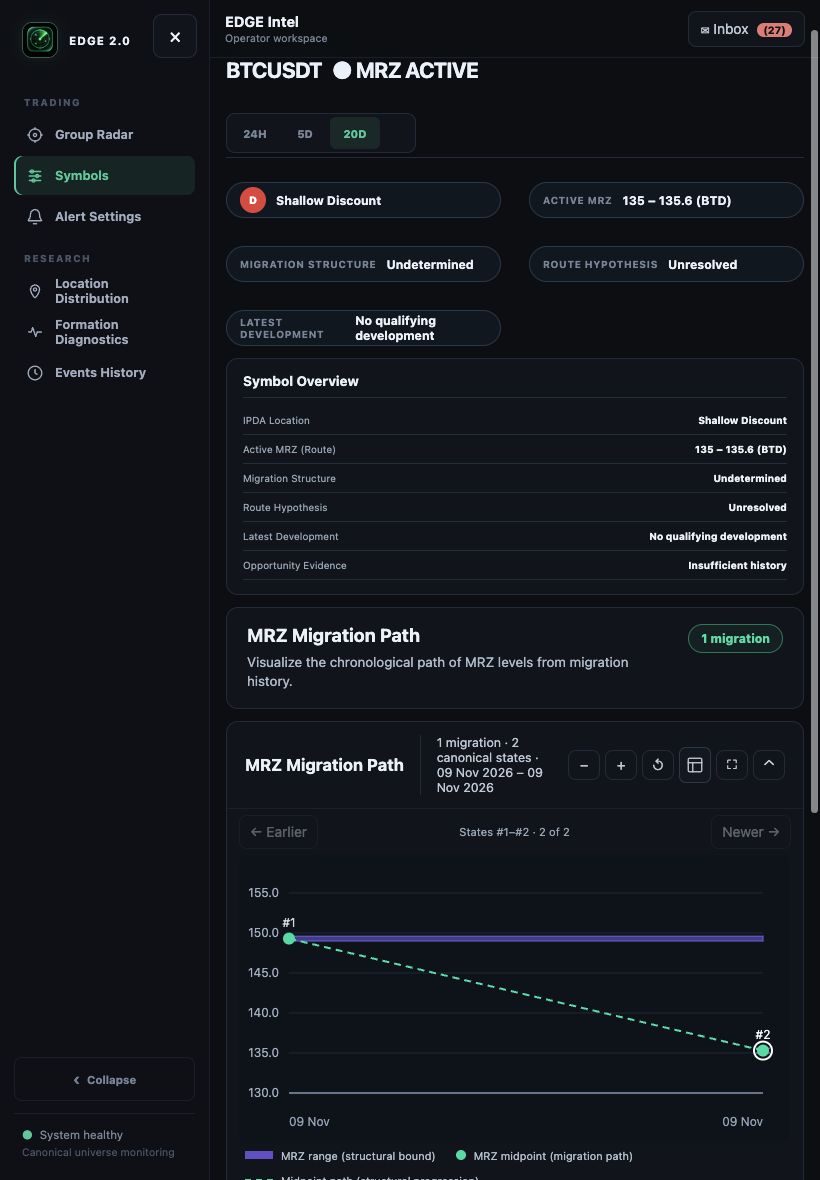 EDGE 2.0
×
TRADING
Group Radar
Symbols
Alert Settings
RESEARCH
Location
Distribution
Formation
Diagnostics
Events History
‹ Collapse
System healthy
Canonical universe monitoring
EDGE Intel
Operator workspace
✉ Inbox (27)
BTCUSDT ● MRZ ACTIVE
24H 5D 20D
D Shallow Discount
ACTIVE MRZ 135 – 135.6 (BTD)
MIGRATION STRUCTURE Undetermined
ROUTE HYPOTHESIS Unresolved
LATEST DEVELOPMENT No qualifying development
Symbol Overview
IPDA Location Shallow Discount
Active MRZ (Route) 135 – 135.6 (BTD)
Migration Structure Undetermined
Route Hypothesis Unresolved
Latest Development No qualifying development
Opportunity Evidence Insufficient history
MRZ Migration Path 1 migration
Visualize the chronological path of MRZ levels from migration
history.
MRZ Migration Path
1 migration · 2
canonical states ·
09 Nov 2026 – 09
Nov 2026
− +
← Earlier States #1–#2 · 2 of 2 Newer →
155.0
#1
150.0
145.0
140.0
#2
135.0
130.0
09 Nov 09 Nov
MRZ range (structural bound) MRZ midpoint (migration path)
Midpoint path (structural progression)